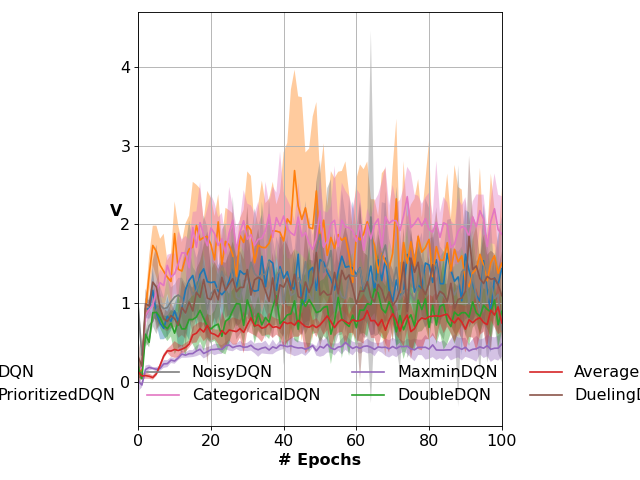 4
3
V
2
1
DQN NoisyDQN MaxminDQN Average
0
PrioritizedDQN CategoricalDQN DoubleDQN Dueling
0 20 40 60 80 100
# Epochs